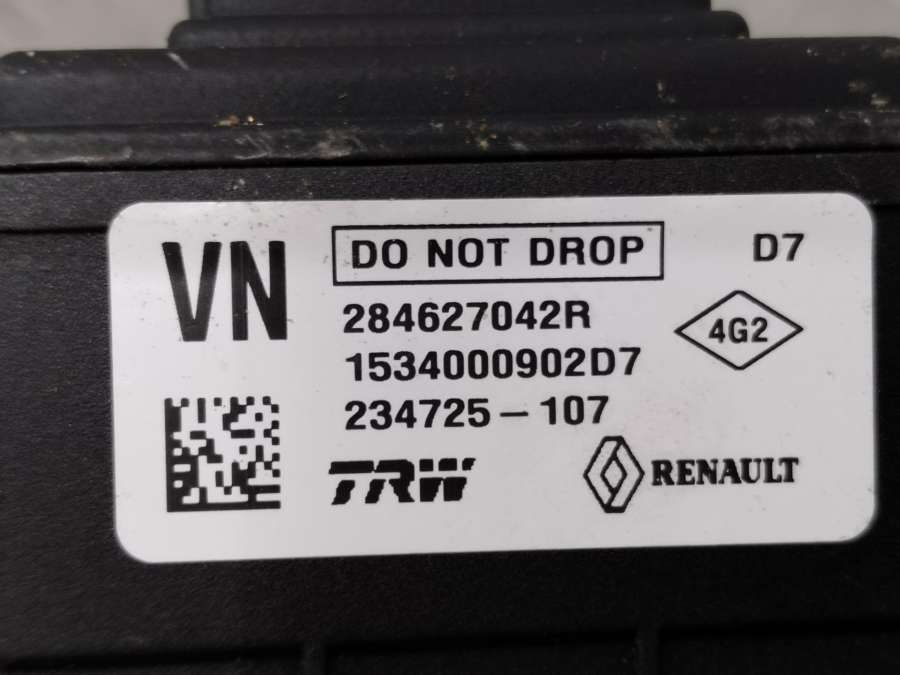 VN
DO NOT DROP
D7
284627042R
4G2
1534000902D7
234725-107
TRW
RENAULT